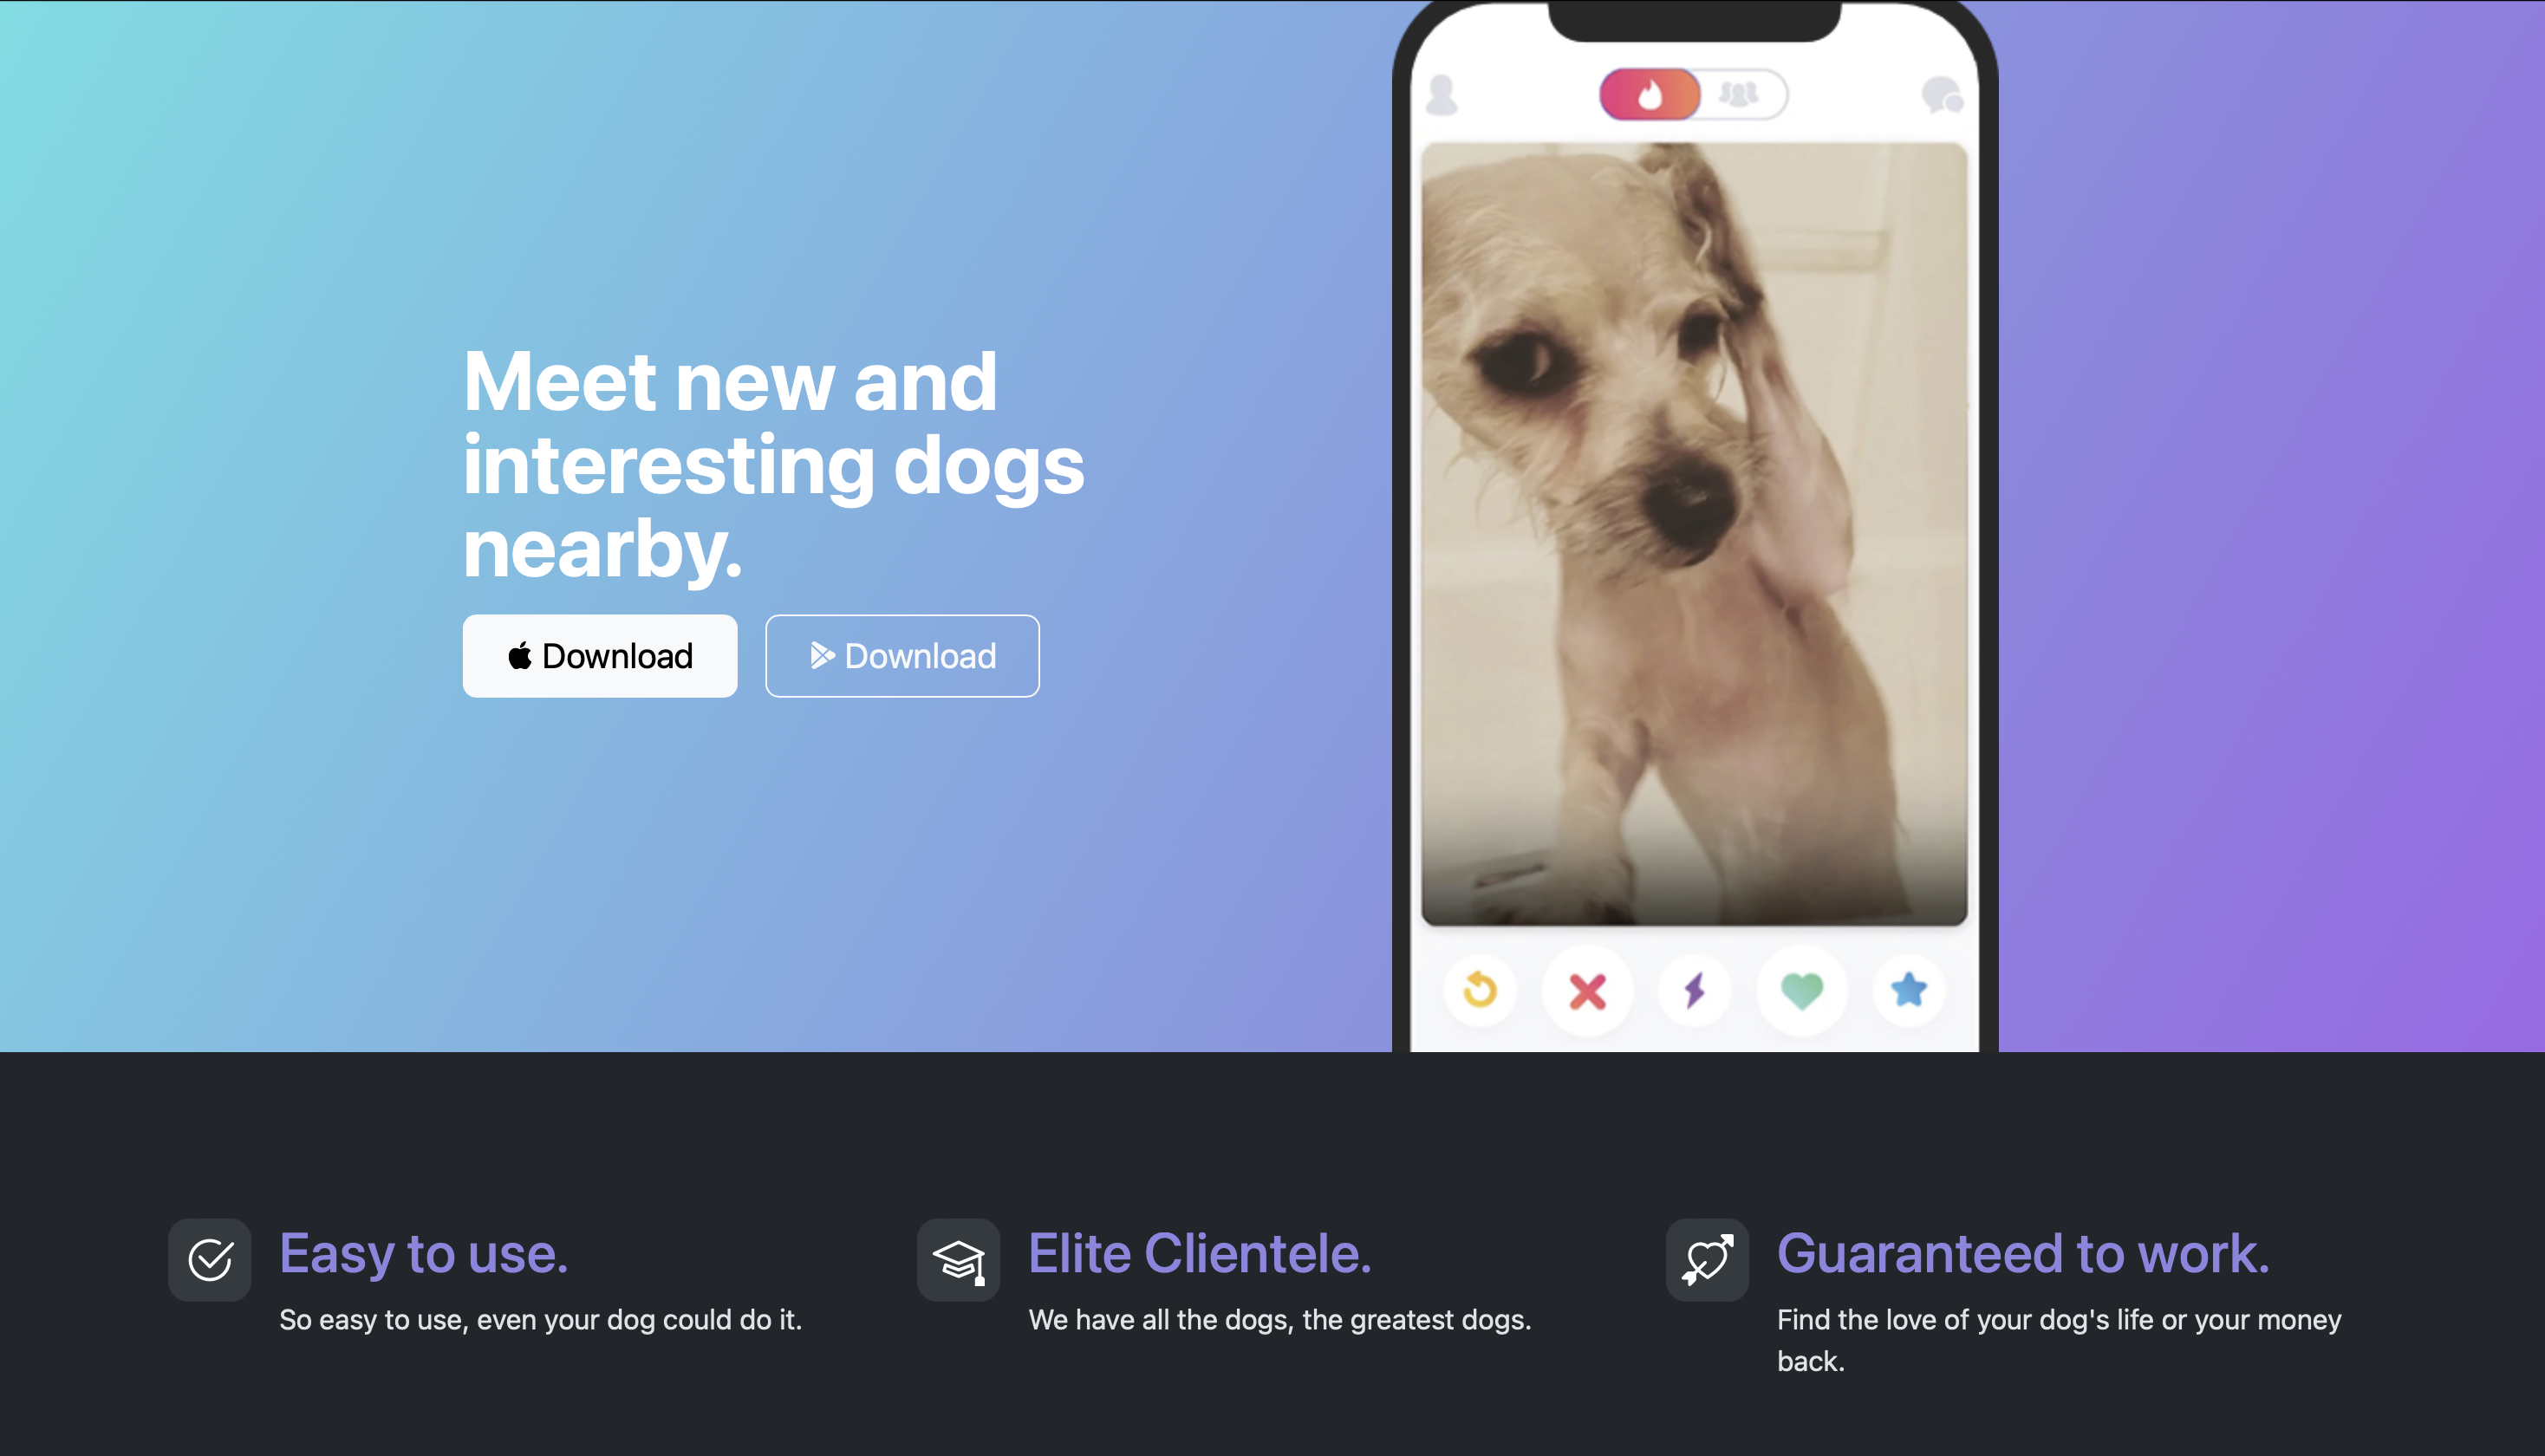 Meet new and
interesting dogs
nearby.
Download
Download
Easy to use.
So easy to use, even your dog could do it.
Elite Clientele.
We have all the dogs, the greatest dogs.
Guaranteed to work.
Find the love of your dog's life or your money
back.